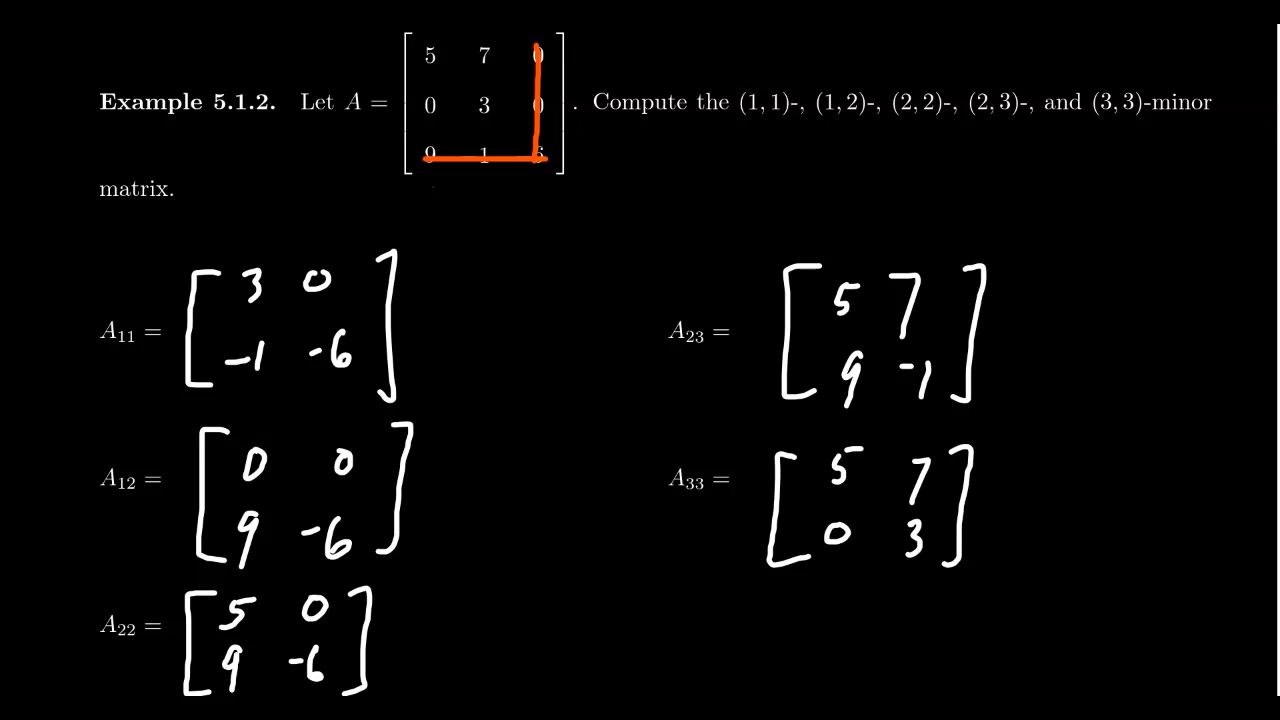 5 7 0
Example 5.1.2. Let A = 0 3 0 . Compute the (1, 1)-, (1, 2)-, (2, 2)-, (2, 3)-, and (3, 3)-minor
9 1 6
matrix.
3 0
A11 =
-1 -6
0 0
A12 =
9 -6
5 0
A22 =
9 -6
5 7
A23 =
9 -1
5 7
A33 =
0 3